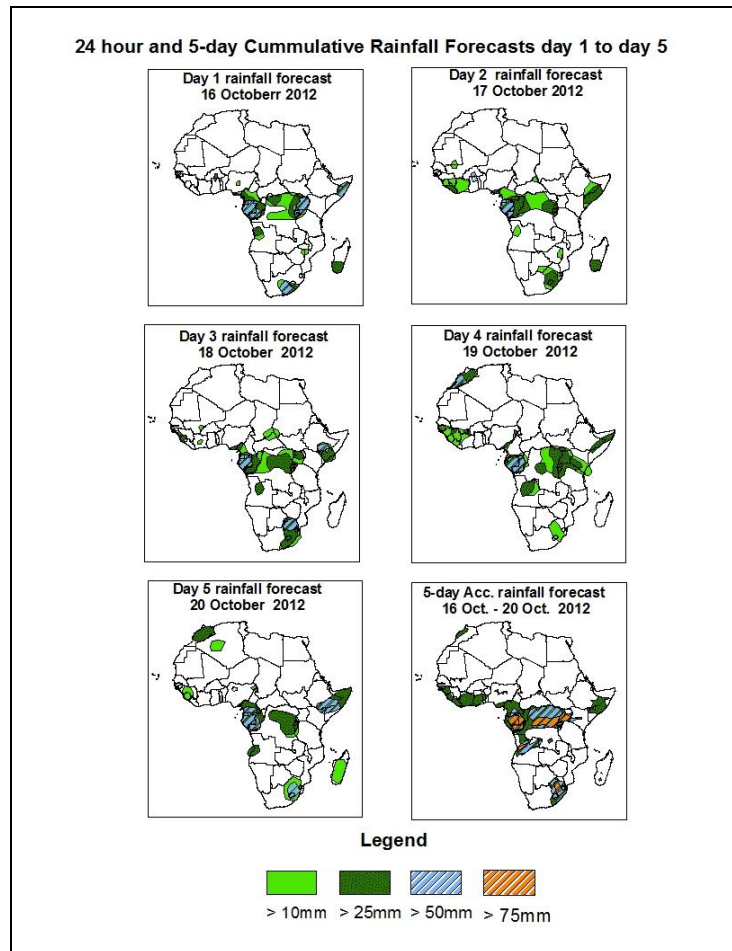 24 hour and 5-day Cummulative Rainfall Forecasts day 1 to day 5
Day 1 rainfall forecast
16 Octoberr 2012
Day 2 rainfall forecast
17 October 2012
Day 3 rainfall forecast
18 October 2012
Day 4 rainfall forecast
19 October 2012
Day 5 rainfall forecast
20 October 2012
5-day Acc. rainfall forecast
16 Oct. - 20 Oct. 2012
Legend
> 10mm
> 25mm
> 50mm
> 75mm